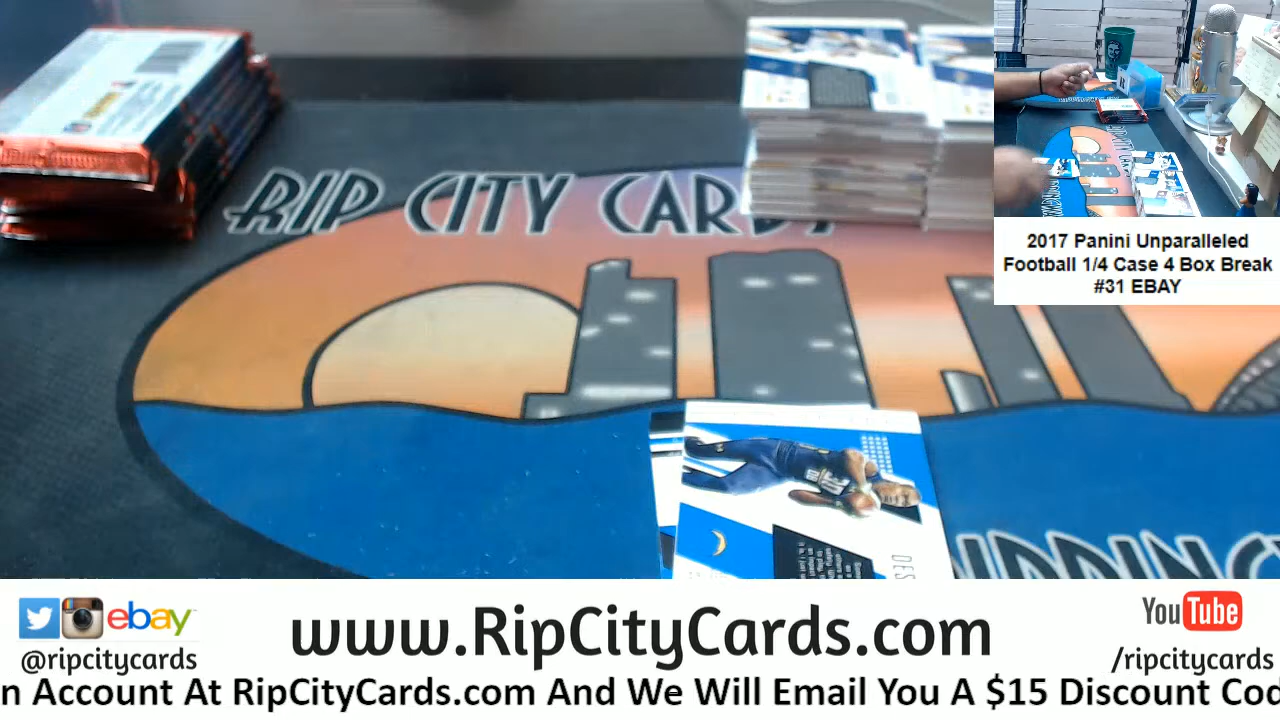 RIP CITY CARDS
2017 Panini Unparalleled
Football 1/4 Case 4 Box Break
#31 EBAY
DES
ebay
@ripcitycards
www.RipCityCards.com
YouTube
/ripcitycards
n Account At RipCityCards.com And We Will Email You A $15 Discount Cod